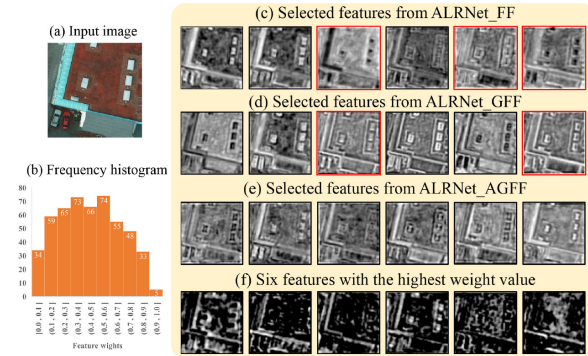 (a) Input image
(b) Frequency histogram
80
70
60
50
40
30
20
10
0
34
59
65
73
66
74
55
48
33
5
[0.0 , 0.1 ]
(0.1 , 0.2 ]
(0.2 , 0.3 ]
(0.3 , 0.4 ]
(0.4 , 0.5 ]
(0.5 , 0.6 ]
(0.6 , 0.7 ]
(0.7 , 0.8 ]
(0.8 , 0.9 ]
(0.9 , 1.0 ]
Feature wights
(c) Selected features from ALRNet_FF
(d) Selected features from ALRNet_GFF
(e) Selected features from ALRNet_AGFF
(f) Six features with the highest weight value